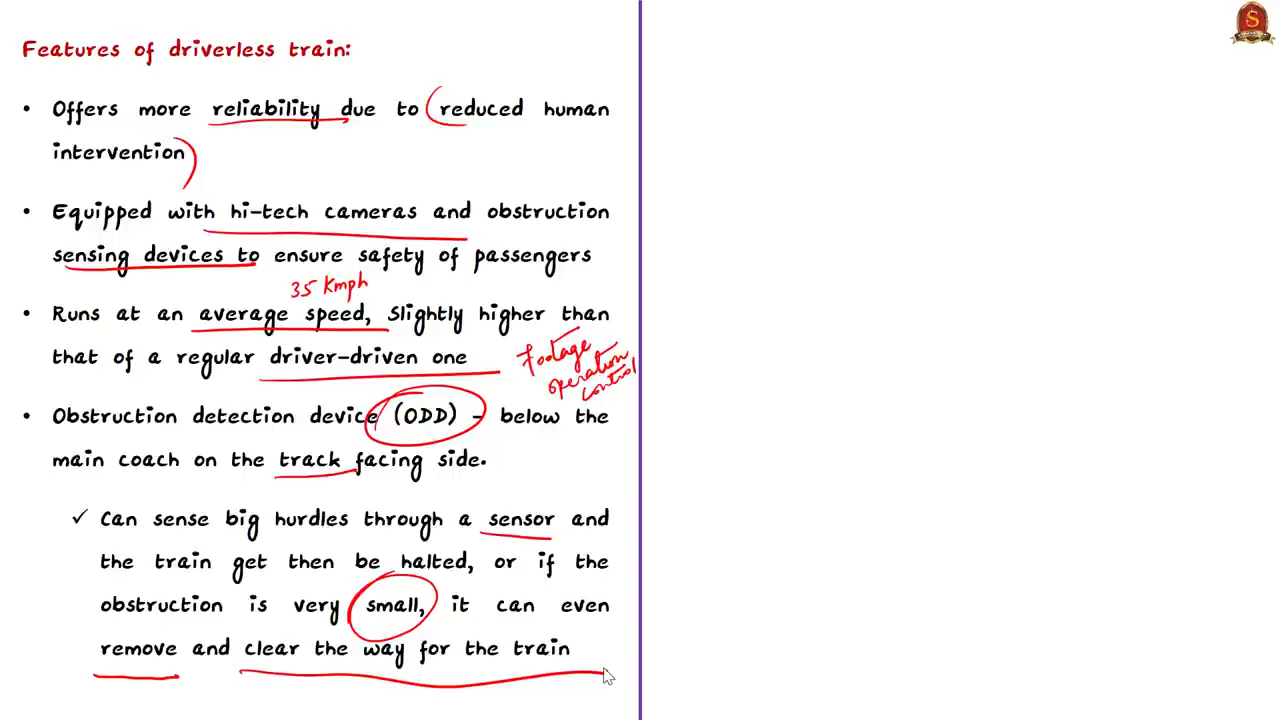 Features of driverless train:
• Offers more reliability due to reduced human
intervention
• Equipped with hi-tech cameras and obstruction
sensing devices to ensure safety of passengers
35 Kmph
• Runs at an average speed, slightly higher than
that of a regular driver-driven one
Footage
operation
control
• Obstruction detection device (ODD) - below the
main coach on the track facing side.
✓ Can sense big hurdles through a sensor and
the train get then be halted, or if the
obstruction is very small, it can even
remove and clear the way for the train
S